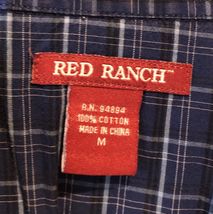 RED RANCH™
R.N. 94894
100% COTTON
MADE IN CHINA
M